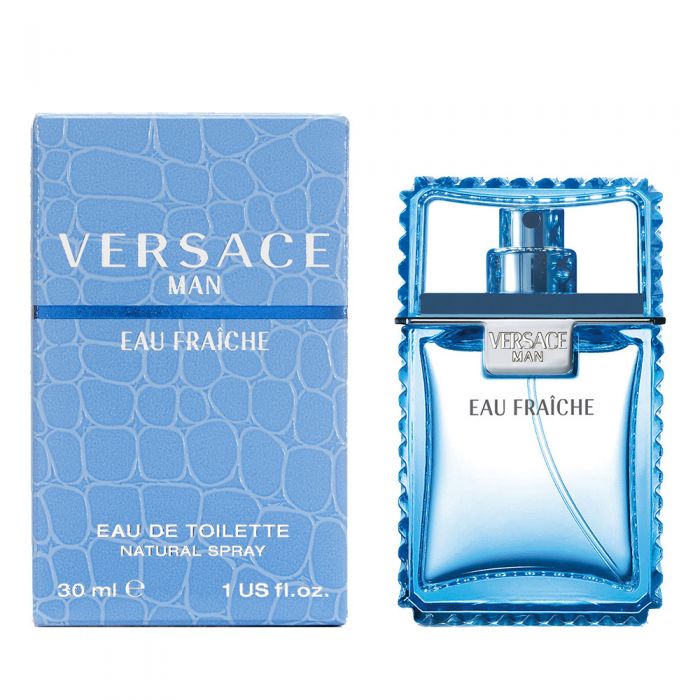 VERSACE
MAN
EAU FRAÎCHE
EAU DE TOILETTE
NATURAL SPRAY
30 ml ℮ 1 US fl.oz.
VERSACE
MAN
EAU FRAÎCHE